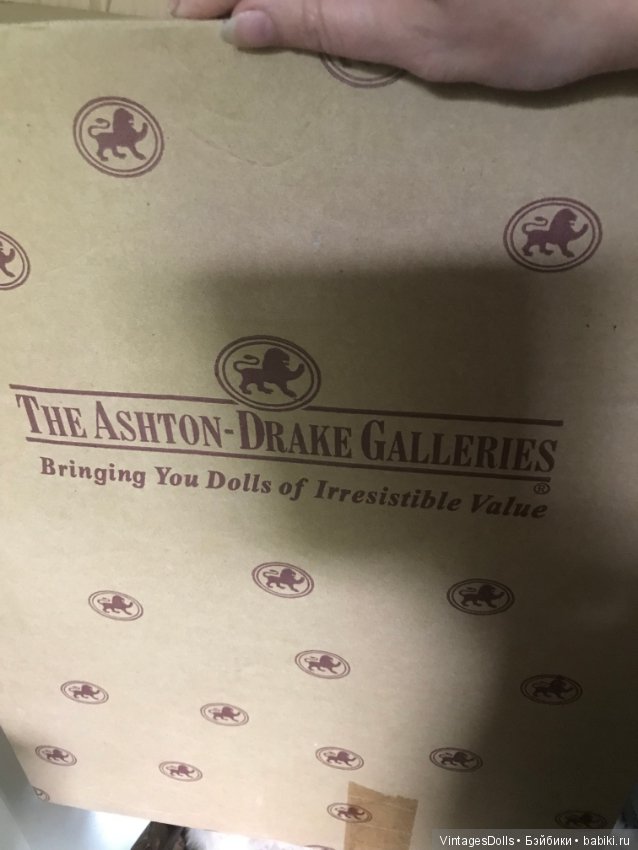 THE ASHTON-DRAKE GALLERIES
®
Bringing You Dolls of Irresistible Value
VintagesDolls • Бэйбики • babiki.ru